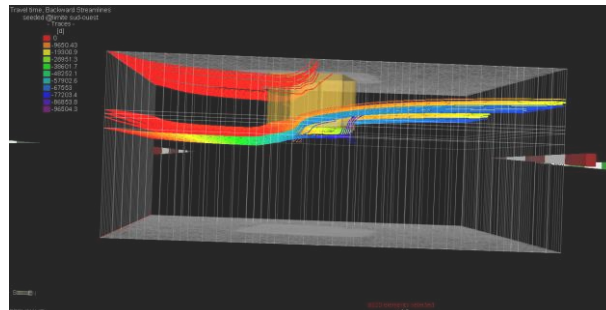 Travel time, Backward Streamlines
seeded @limite sud-ouest
- Traces -
[d]
0
-9650.43
-19300.9
-28951.3
-38601.7
-48252.1
-57902.6
-67553
-77203.4
-86853.8
-96504.3